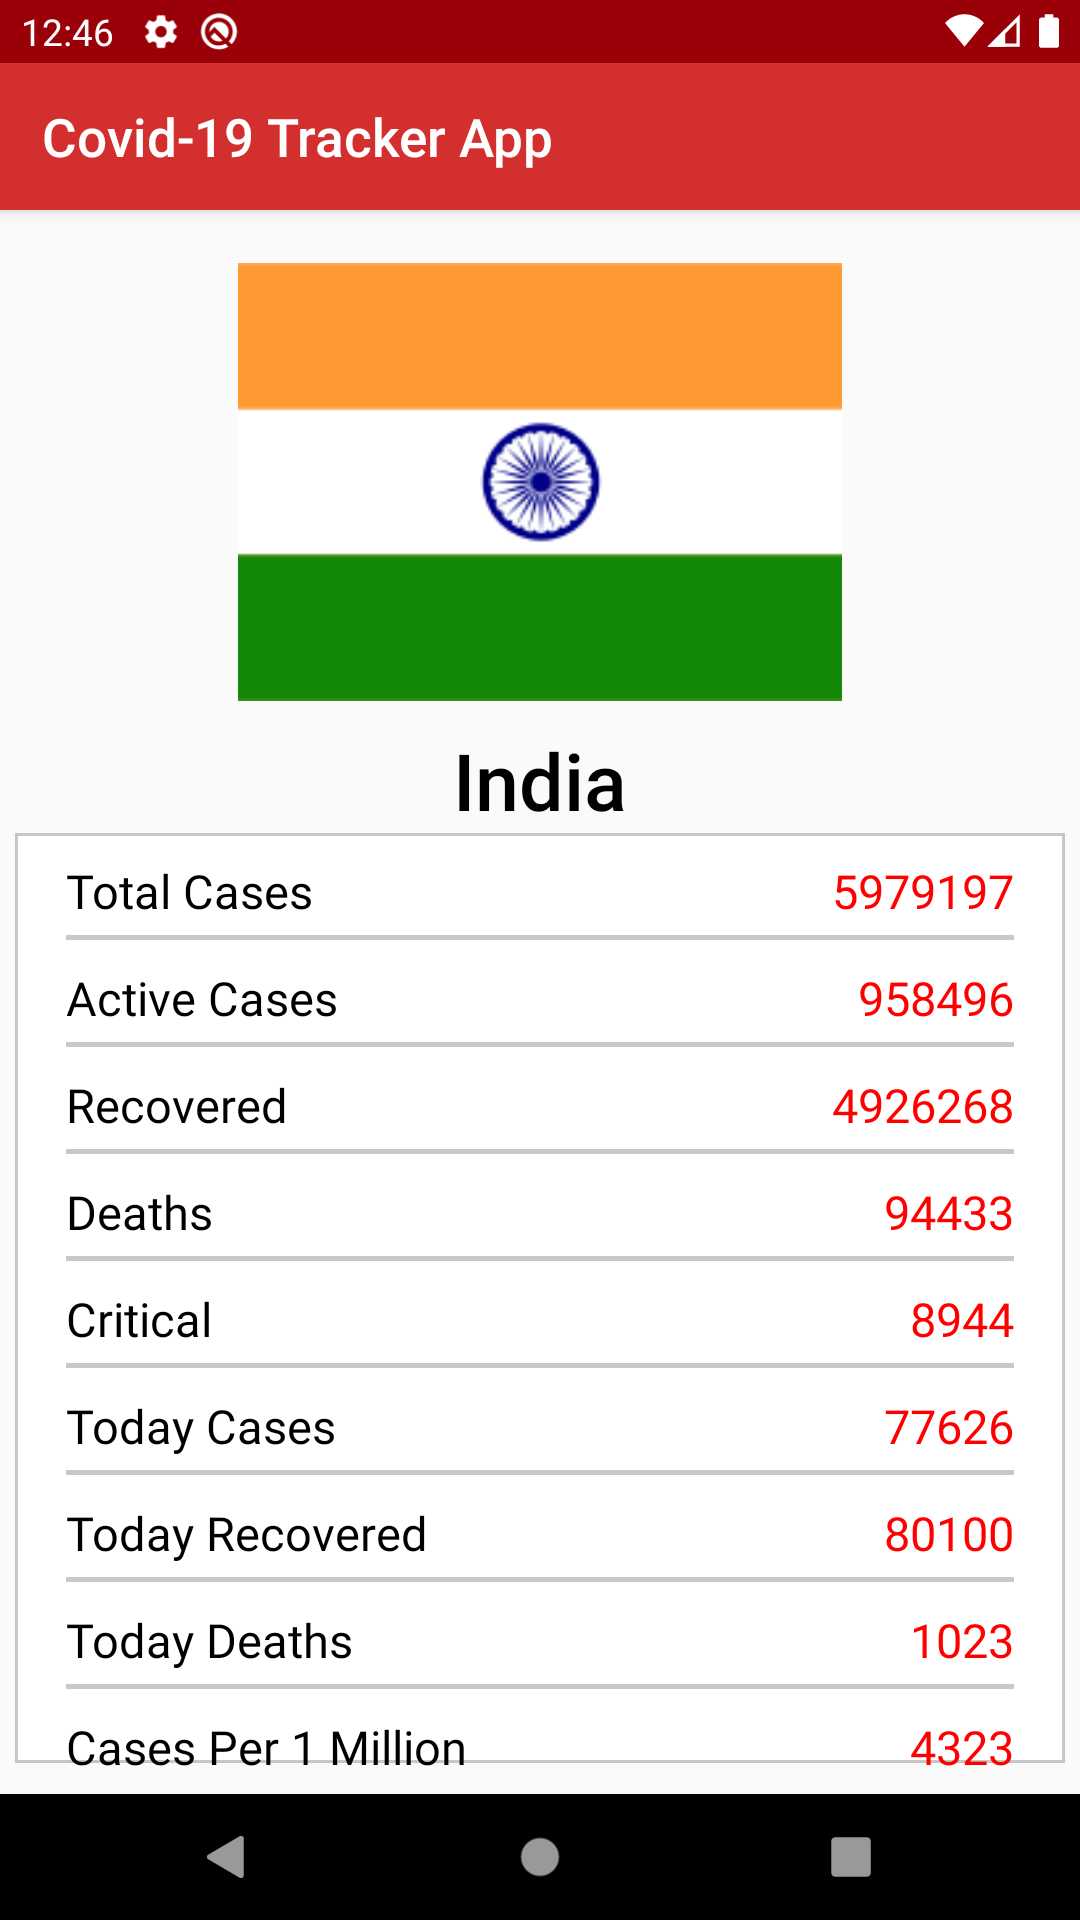 12:46
Covid-19 Tracker App
India
Total Cases 5979197
Active Cases 958496
Recovered 4926268
Deaths 94433
Critical 8944
Today Cases 77626
Today Recovered 80100
Today Deaths 1023
Cases Per 1 Million 4323